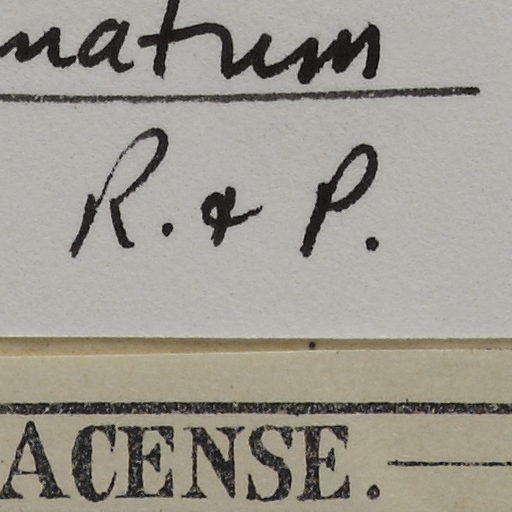 natum
R. & P.
ACENSE.